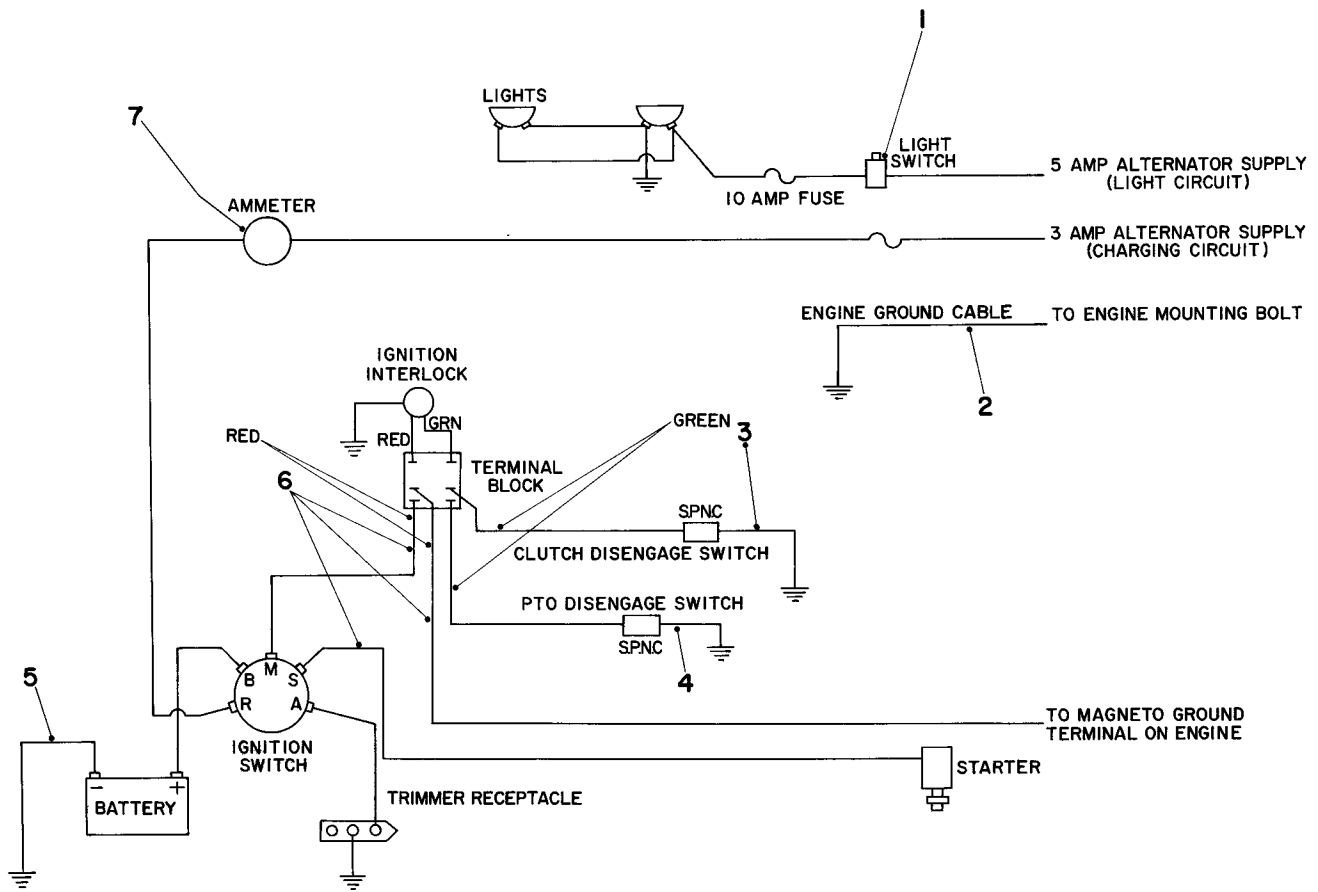 1
LIGHTS
7
LIGHT
SWITCH
5 AMP ALTERNATOR SUPPLY
(LIGHT CIRCUIT)
10 AMP FUSE
AMMETER
3 AMP ALTERNATOR SUPPLY
(CHARGING CIRCUIT)
ENGINE GROUND CABLE
TO ENGINE MOUNTING BOLT
2
IGNITION
INTERLOCK
RED
GRN
RED
GREEN
3
6
TERMINAL
BLOCK
S.P.N.C
CLUTCH DISENGAGE SWITCH
PTO DISENGAGE SWITCH
S.P.N.C
4
5
B
M
S
R
A
IGNITION
SWITCH
TO MAGNETO GROUND
TERMINAL ON ENGINE
STARTER
- +
BATTERY
TRIMMER RECEPTACLE